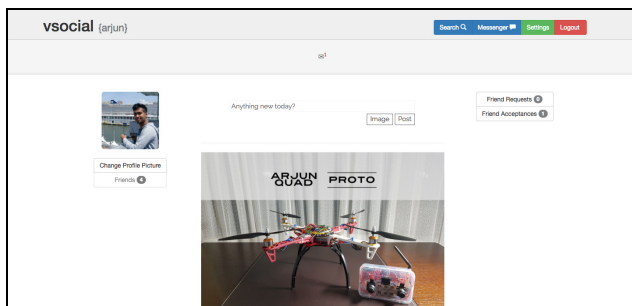 vsocial {arjun}
Search Messenger Settings Logout
1
Anything new today?
Image Post
Change Profile Picture
Friends 4
Friend Requests 0
Friend Acceptances 1
ARJUN QUAD PROTO